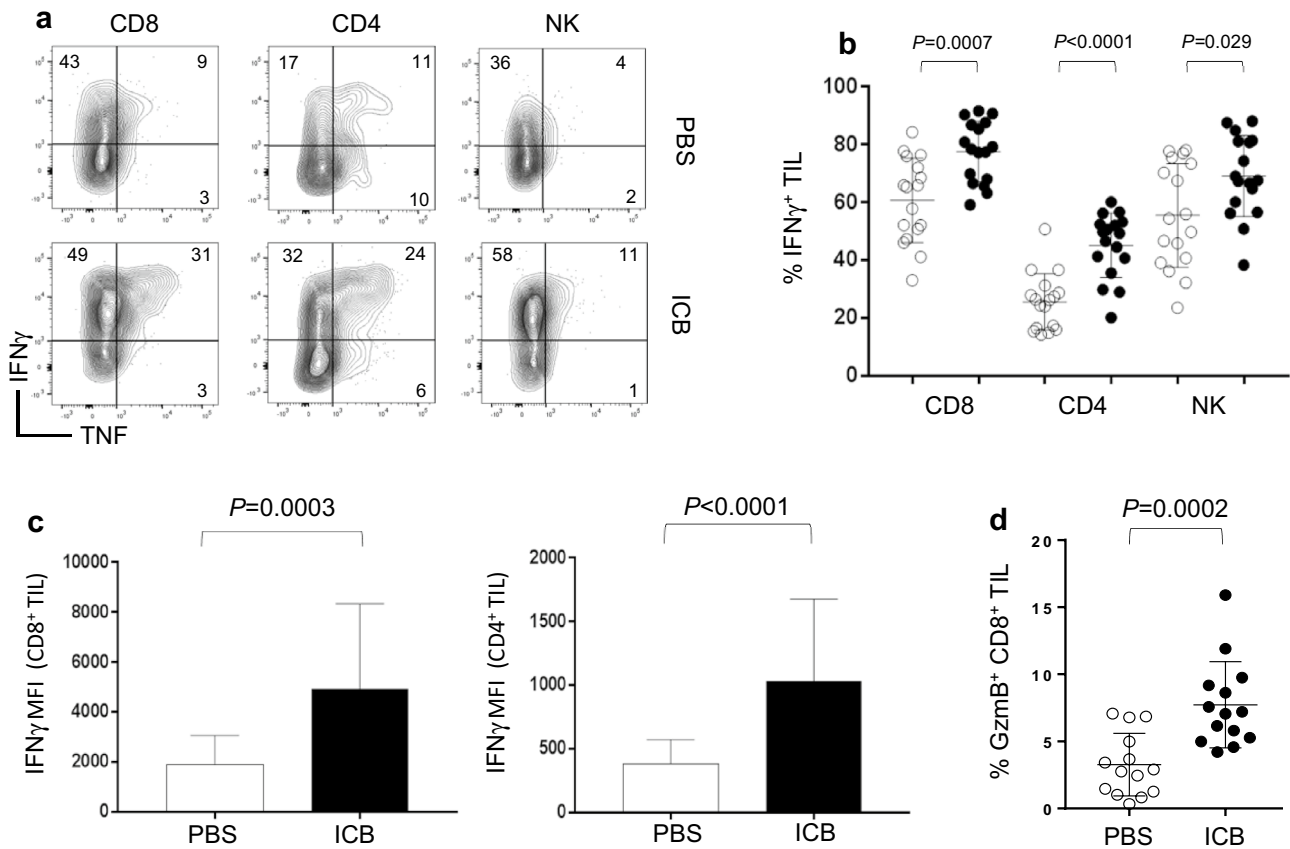 a
CD8 CD4 NK
43 9 17 11 36 4
3 10 2
PBS
49 31 32 24 58 11
3 6 1
ICB
IFNγ
TNF
b
P=0.0007 P<0.0001 P=0.029
% IFNγ⁺ TIL
100
80
60
40
20
0
CD8 CD4 NK
c
P=0.0003
IFNγ MFI (CD8⁺ TIL)
10000
8000
6000
4000
2000
0
PBS ICB
P<0.0001
IFNγ MFI (CD4⁺ TIL)
2000
1500
1000
500
0
PBS ICB
d
P=0.0002
% GzmB⁺ CD8⁺ TIL
20
15
10
5
0
PBS ICB